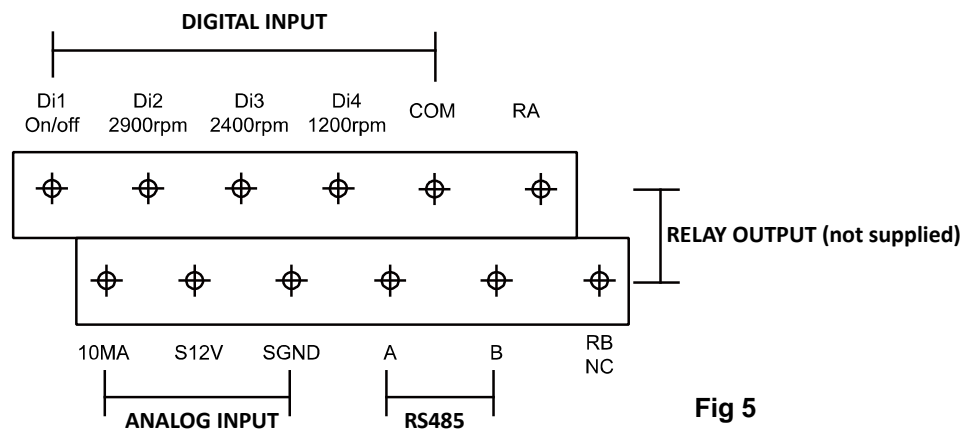 DIGITAL INPUT
Di1 Di2 Di3 Di4 COM RA
On/off 2900rpm 2400rpm 1200rpm
RELAY OUTPUT (not supplied)
10MA S12V SGND A B RB
NC
ANALOG INPUT RS485
Fig 5